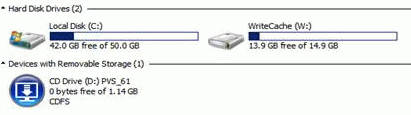 Hard Disk Drives (2)
Local Disk (C:)
42.0 GB free of 50.0 GB
WriteCache (W:)
13.9 GB free of 14.9 GB
Devices with Removable Storage (1)
CD Drive (D:) PVS_61
0 bytes free of 1.14 GB
CDFS